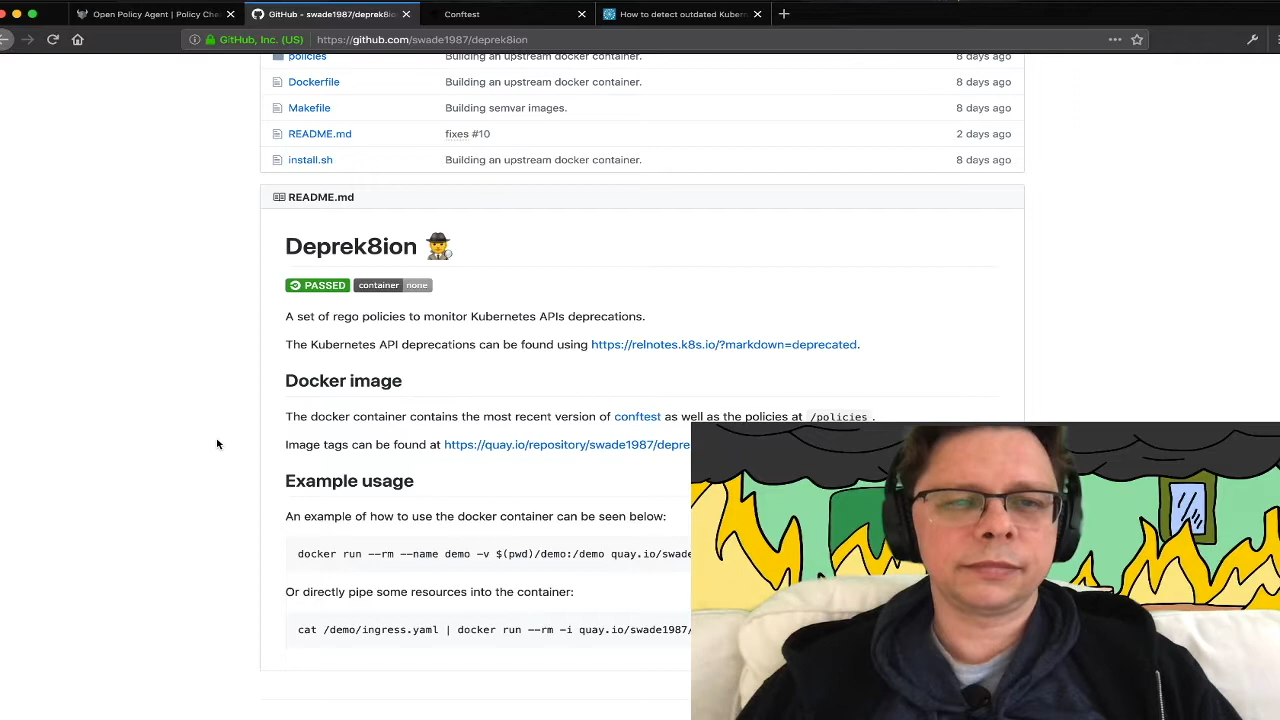 Open Policy Agent | Policy Che
GitHub - swade1987/deprek8io
Conftest
How to detect outdated Kubern
GitHub, Inc. (US)
https://github.com/swade1987/deprek8ion
policies Building an upstream docker container. 8 days ago
Dockerfile Building an upstream docker container. 8 days ago
Makefile Building semvar images. 8 days ago
README.md fixes #10 2 days ago
install.sh Building an upstream docker container. 8 days ago
README.md
Deprek8ion
PASSED container none
A set of rego policies to monitor Kubernetes APIs deprecations.
The Kubernetes API deprecations can be found using https://relnotes.k8s.io/?markdown=deprecated.
Docker image
The docker container contains the most recent version of conftest as well as the policies at /policies.
Image tags can be found at https://quay.io/repository/swade1987/depre
Example usage
An example of how to use the docker container can be seen below:
docker run --rm --name demo -v $(pwd)/demo:/demo quay.io/swade
Or directly pipe some resources into the container:
cat /demo/ingress.yaml | docker run --rm -i quay.io/swade1987/